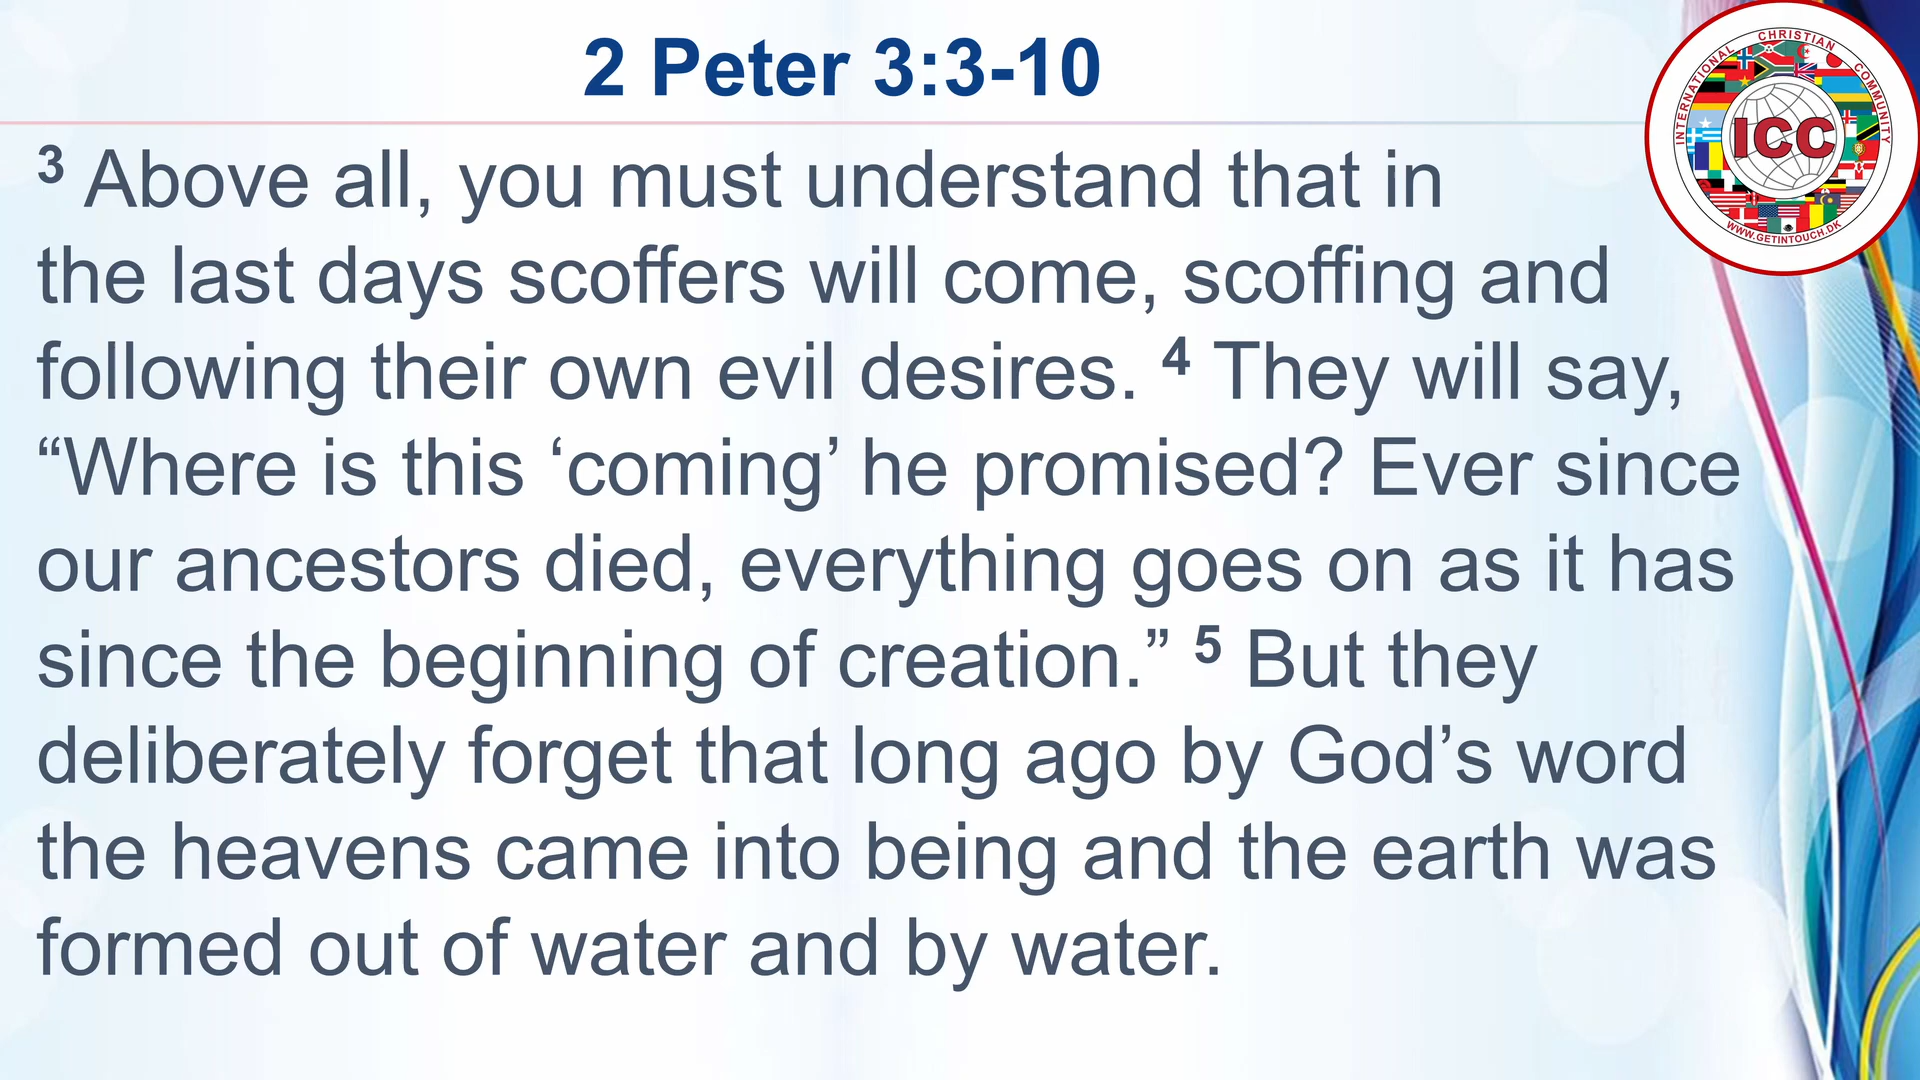 2 Peter 3:3-10
INTERNATIONAL CHRISTIAN COMMUNITY
ICC
WWW.GETINTOUCH.DK
3 Above all, you must understand that in
the last days scoffers will come, scoffing and
following their own evil desires. 4 They will say,
“Where is this ‘coming’ he promised? Ever since
our ancestors died, everything goes on as it has
since the beginning of creation.” 5 But they
deliberately forget that long ago by God’s word
the heavens came into being and the earth was
formed out of water and by water.